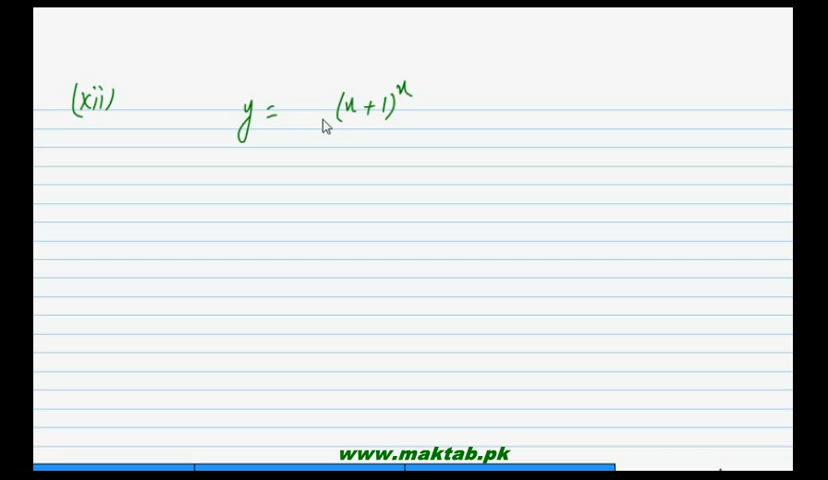 (xii) y = (x + 1)^x
www.maktab.pk